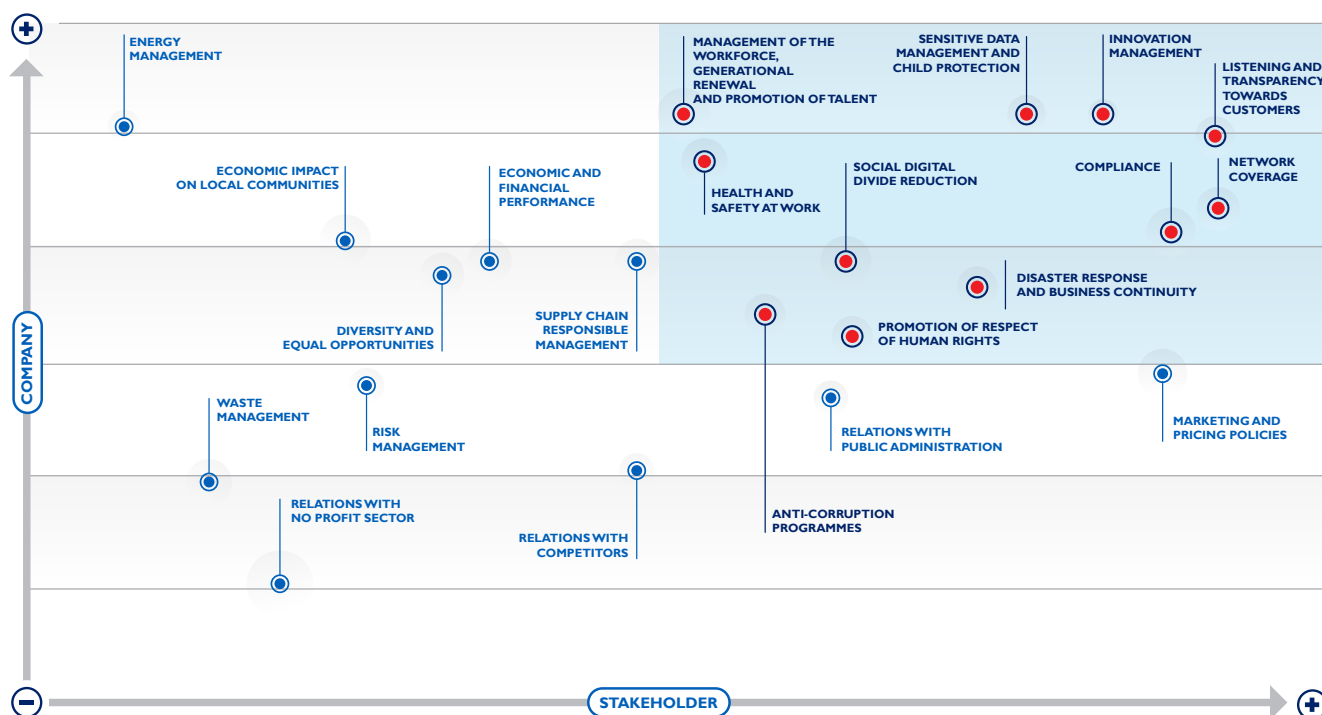 ENERGY
MANAGEMENT
MANAGEMENT OF THE
WORKFORCE,
GENERATIONAL
RENEWAL
AND PROMOTION OF TALENT
SENSITIVE DATA
MANAGEMENT AND
CHILD PROTECTION
INNOVATION
MANAGEMENT
LISTENING AND
TRANSPARENCY
TOWARDS
CUSTOMERS
ECONOMIC IMPACT
ON LOCAL COMMUNITIES
ECONOMIC AND
FINANCIAL
PERFORMANCE
HEALTH AND
SAFETY AT WORK
SOCIAL DIGITAL
DIVIDE REDUCTION
COMPLIANCE
NETWORK
COVERAGE
DIVERSITY AND
EQUAL OPPORTUNITIES
SUPPLY CHAIN
RESPONSIBLE
MANAGEMENT
DISASTER RESPONSE
AND BUSINESS CONTINUITY
PROMOTION OF RESPECT
OF HUMAN RIGHTS
COMPANY
WASTE
MANAGEMENT
RISK
MANAGEMENT
RELATIONS WITH
PUBLIC ADMINISTRATION
MARKETING AND
PRICING POLICIES
RELATIONS WITH
NO PROFIT SECTOR
RELATIONS WITH
COMPETITORS
ANTI-CORRUPTION
PROGRAMMES
STAKEHOLDER